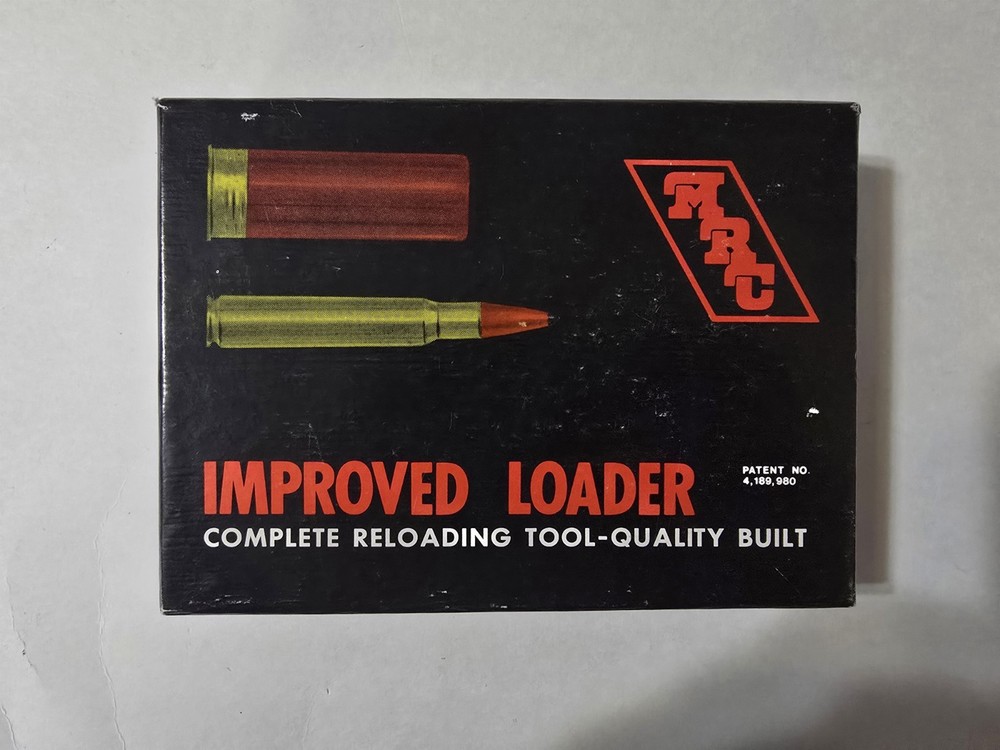 MRC
IMPROVED LOADER
PATENT NO.
4,189,980
COMPLETE RELOADING TOOL-QUALITY BUILT